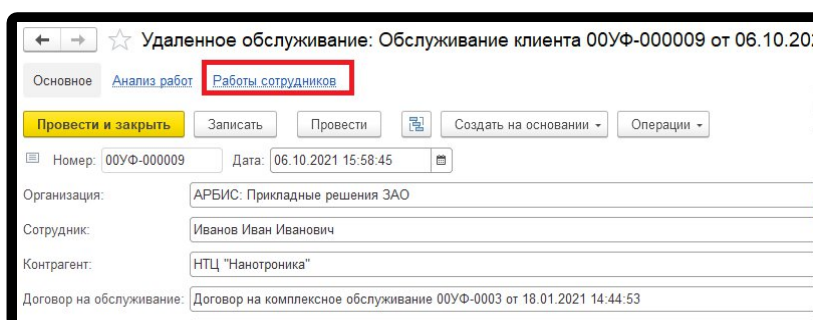 Удаленное обслуживание: Обслуживание клиента 00УФ-000009 от 06.10.20
Основное Анализ работ Работы сотрудников
Провести и закрыть Записать Провести Создать на основании Операции
Номер: 00УФ-000009 Дата: 06.10.2021 15:58:45
Организация: АРБИС: Прикладные решения ЗАО
Сотрудник: Иванов Иван Иванович
Контрагент: НТЦ "Нанотроника"
Договор на обслуживание: Договор на комплексное обслуживание 00УФ-0003 от 18.01.2021 14:44:53